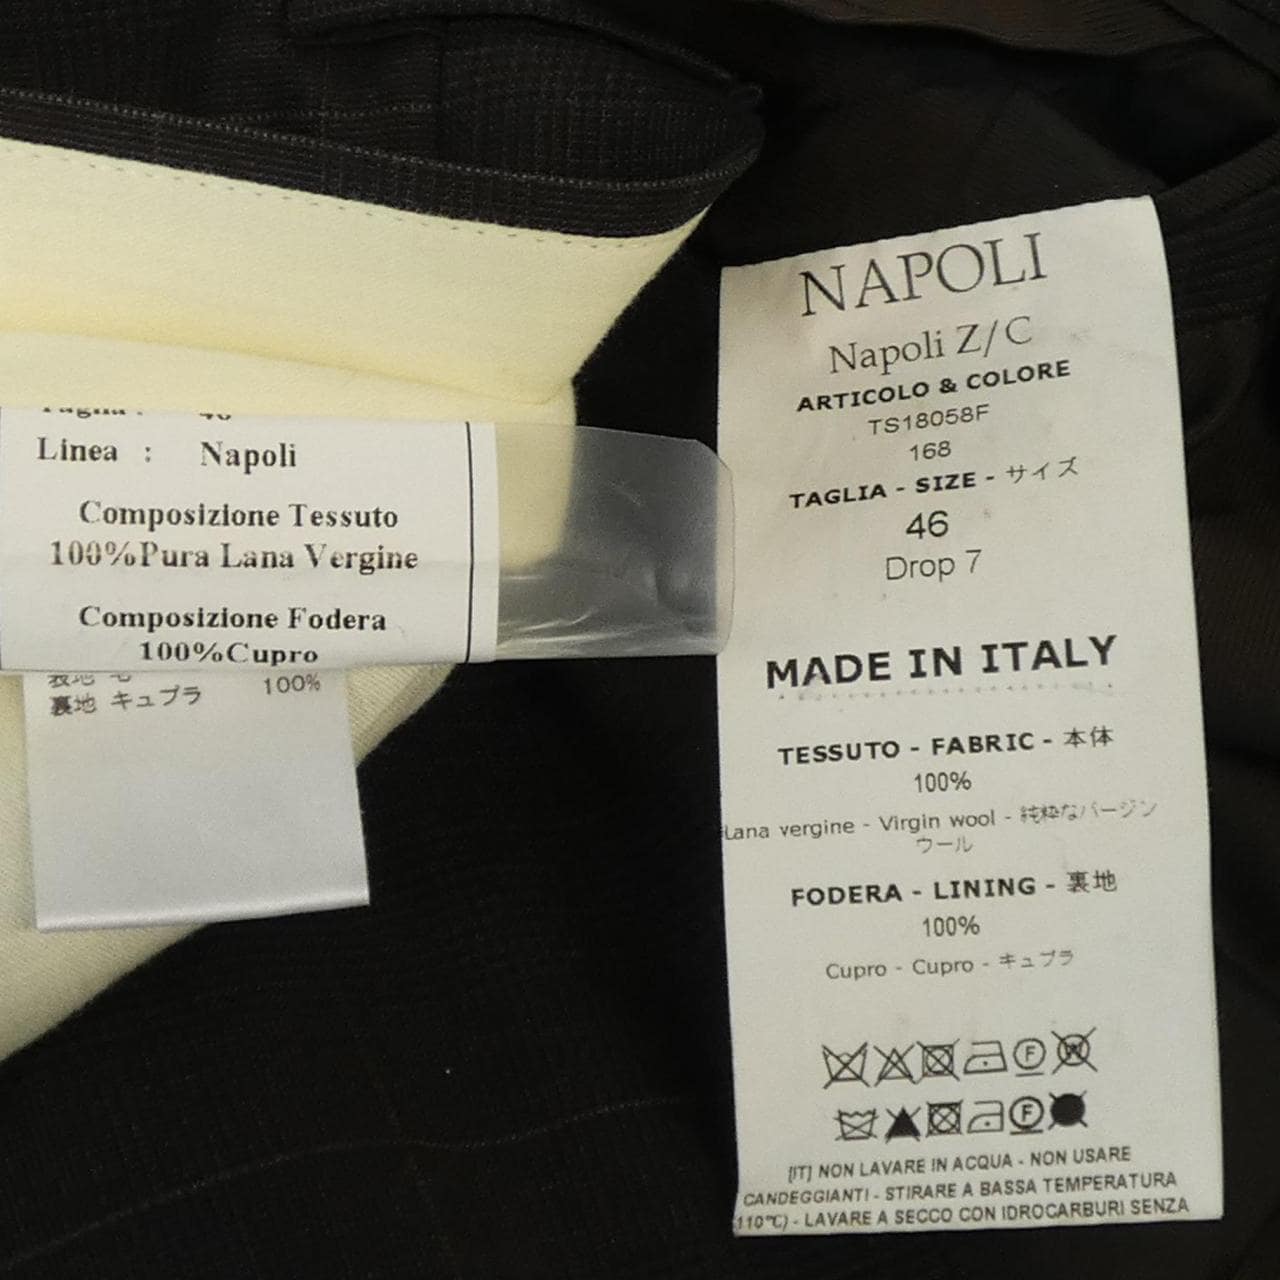 Linea : Napoli
Composizione Tessuto
100%Pura Lana Vergine
Composizione Fodera
100%Cupro
裏地 キュプラ 100%
NAPOLI
Napoli Z/C
ARTICOLO & COLORE
TS18058F
168
TAGLIA - SIZE - サイズ
46
Drop 7
MADE IN ITALY
TESSUTO - FABRIC - 本体
100%
Lana vergine - Virgin wool - 純粋なバージン
ウール
FODERA - LINING - 裏地
100%
Cupro - Cupro - キュプラ
F W
F
[IT] NON LAVARE IN ACQUA - NON USARE
CANDEGGIANTI - STIRARE A BASSA TEMPERATURA
110°C) - LAVARE A SECCO CON IDROCARBURI SENZA